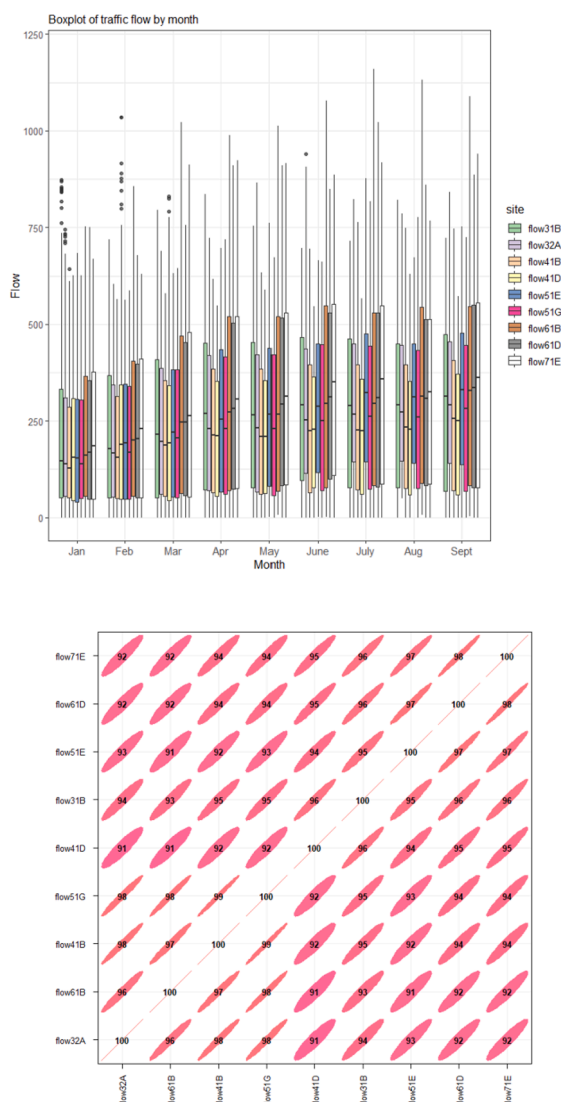 Boxplot of traffic flow by month
1250
1000
750
500
250
0
Flow
Jan Feb Mar Apr May June July Aug Sept
Month
site
flow31B
flow32A
flow41B
flow41D
flow51E
flow51G
flow61B
flow61D
flow71E
flow71E 92 92 94 94 95 96 97 98 100
flow61D 92 92 94 94 95 96 97 100 98
flow51E 93 91 92 93 94 95 100 97 97
flow31B 94 93 95 95 96 100 95 96 96
flow41D 91 91 92 92 100 96 94 95 95
flow51G 98 98 99 100 92 95 93 94 94
flow41B 98 97 100 99 92 95 92 94 94
flow61B 96 100 97 98 91 93 91 92 92
flow32A 100 96 98 98 91 94 93 92 92
low32A low61B low41B low51G low41D low31B low51E low61D low71E